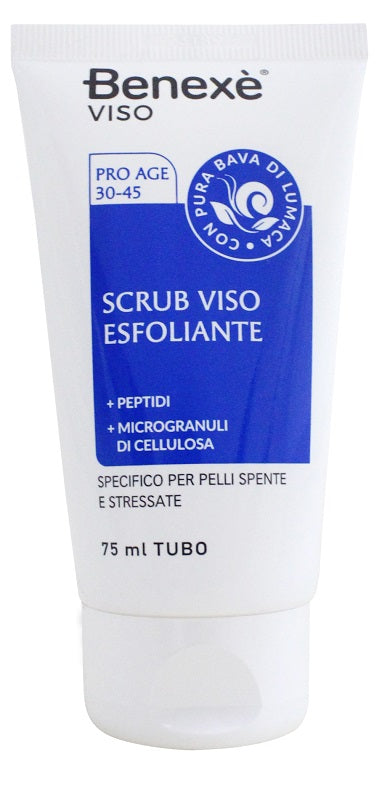 Benexè®
VISO
PRO AGE
30-45
CON PURA BAVA DI LUMACA
SCRUB VISO
ESFOLIANTE
+ PEPTIDI
+ MICROGRANULI
DI CELLULOSA
SPECIFICO PER PELLI SPENTE
E STRESSATE
75 ml TUBO